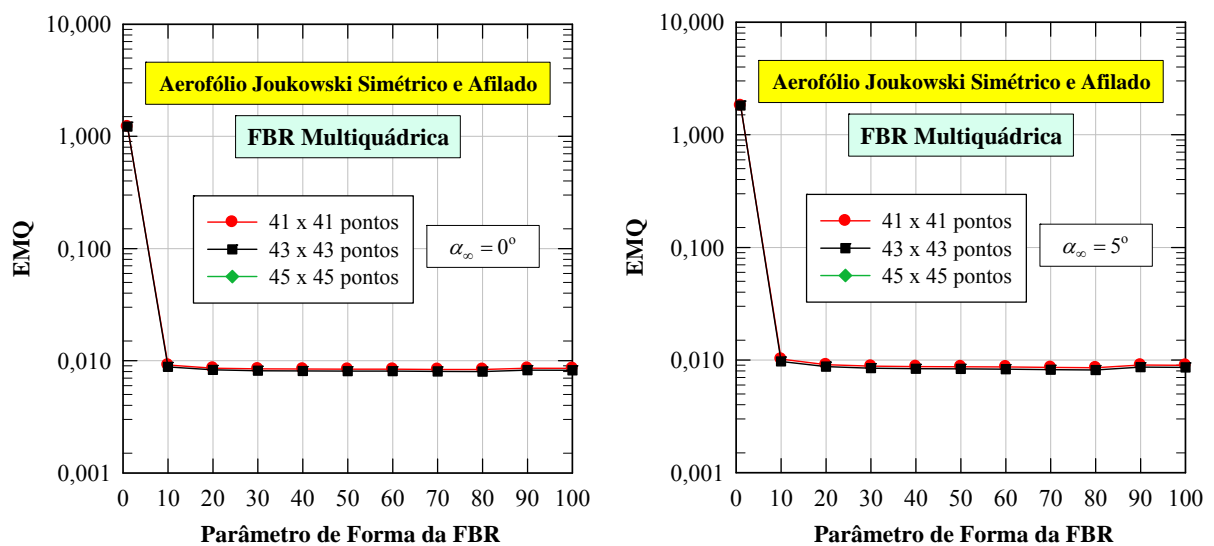 10,000
1,000
0,100
0,010
0,001
EMQ
Aerofólio Joukowski Simétrico e Afilado
FBR Multiquádrica
41 x 41 pontos
43 x 43 pontos
45 x 45 pontos
α∞ = 0º
0 10 20 30 40 50 60 70 80 90 100
Parâmetro de Forma da FBR
10,000
1,000
0,100
0,010
0,001
EMQ
Aerofólio Joukowski Simétrico e Afilado
FBR Multiquádrica
41 x 41 pontos
43 x 43 pontos
45 x 45 pontos
α∞ = 5º
0 10 20 30 40 50 60 70 80 90 100
Parâmetro de Forma da FBR